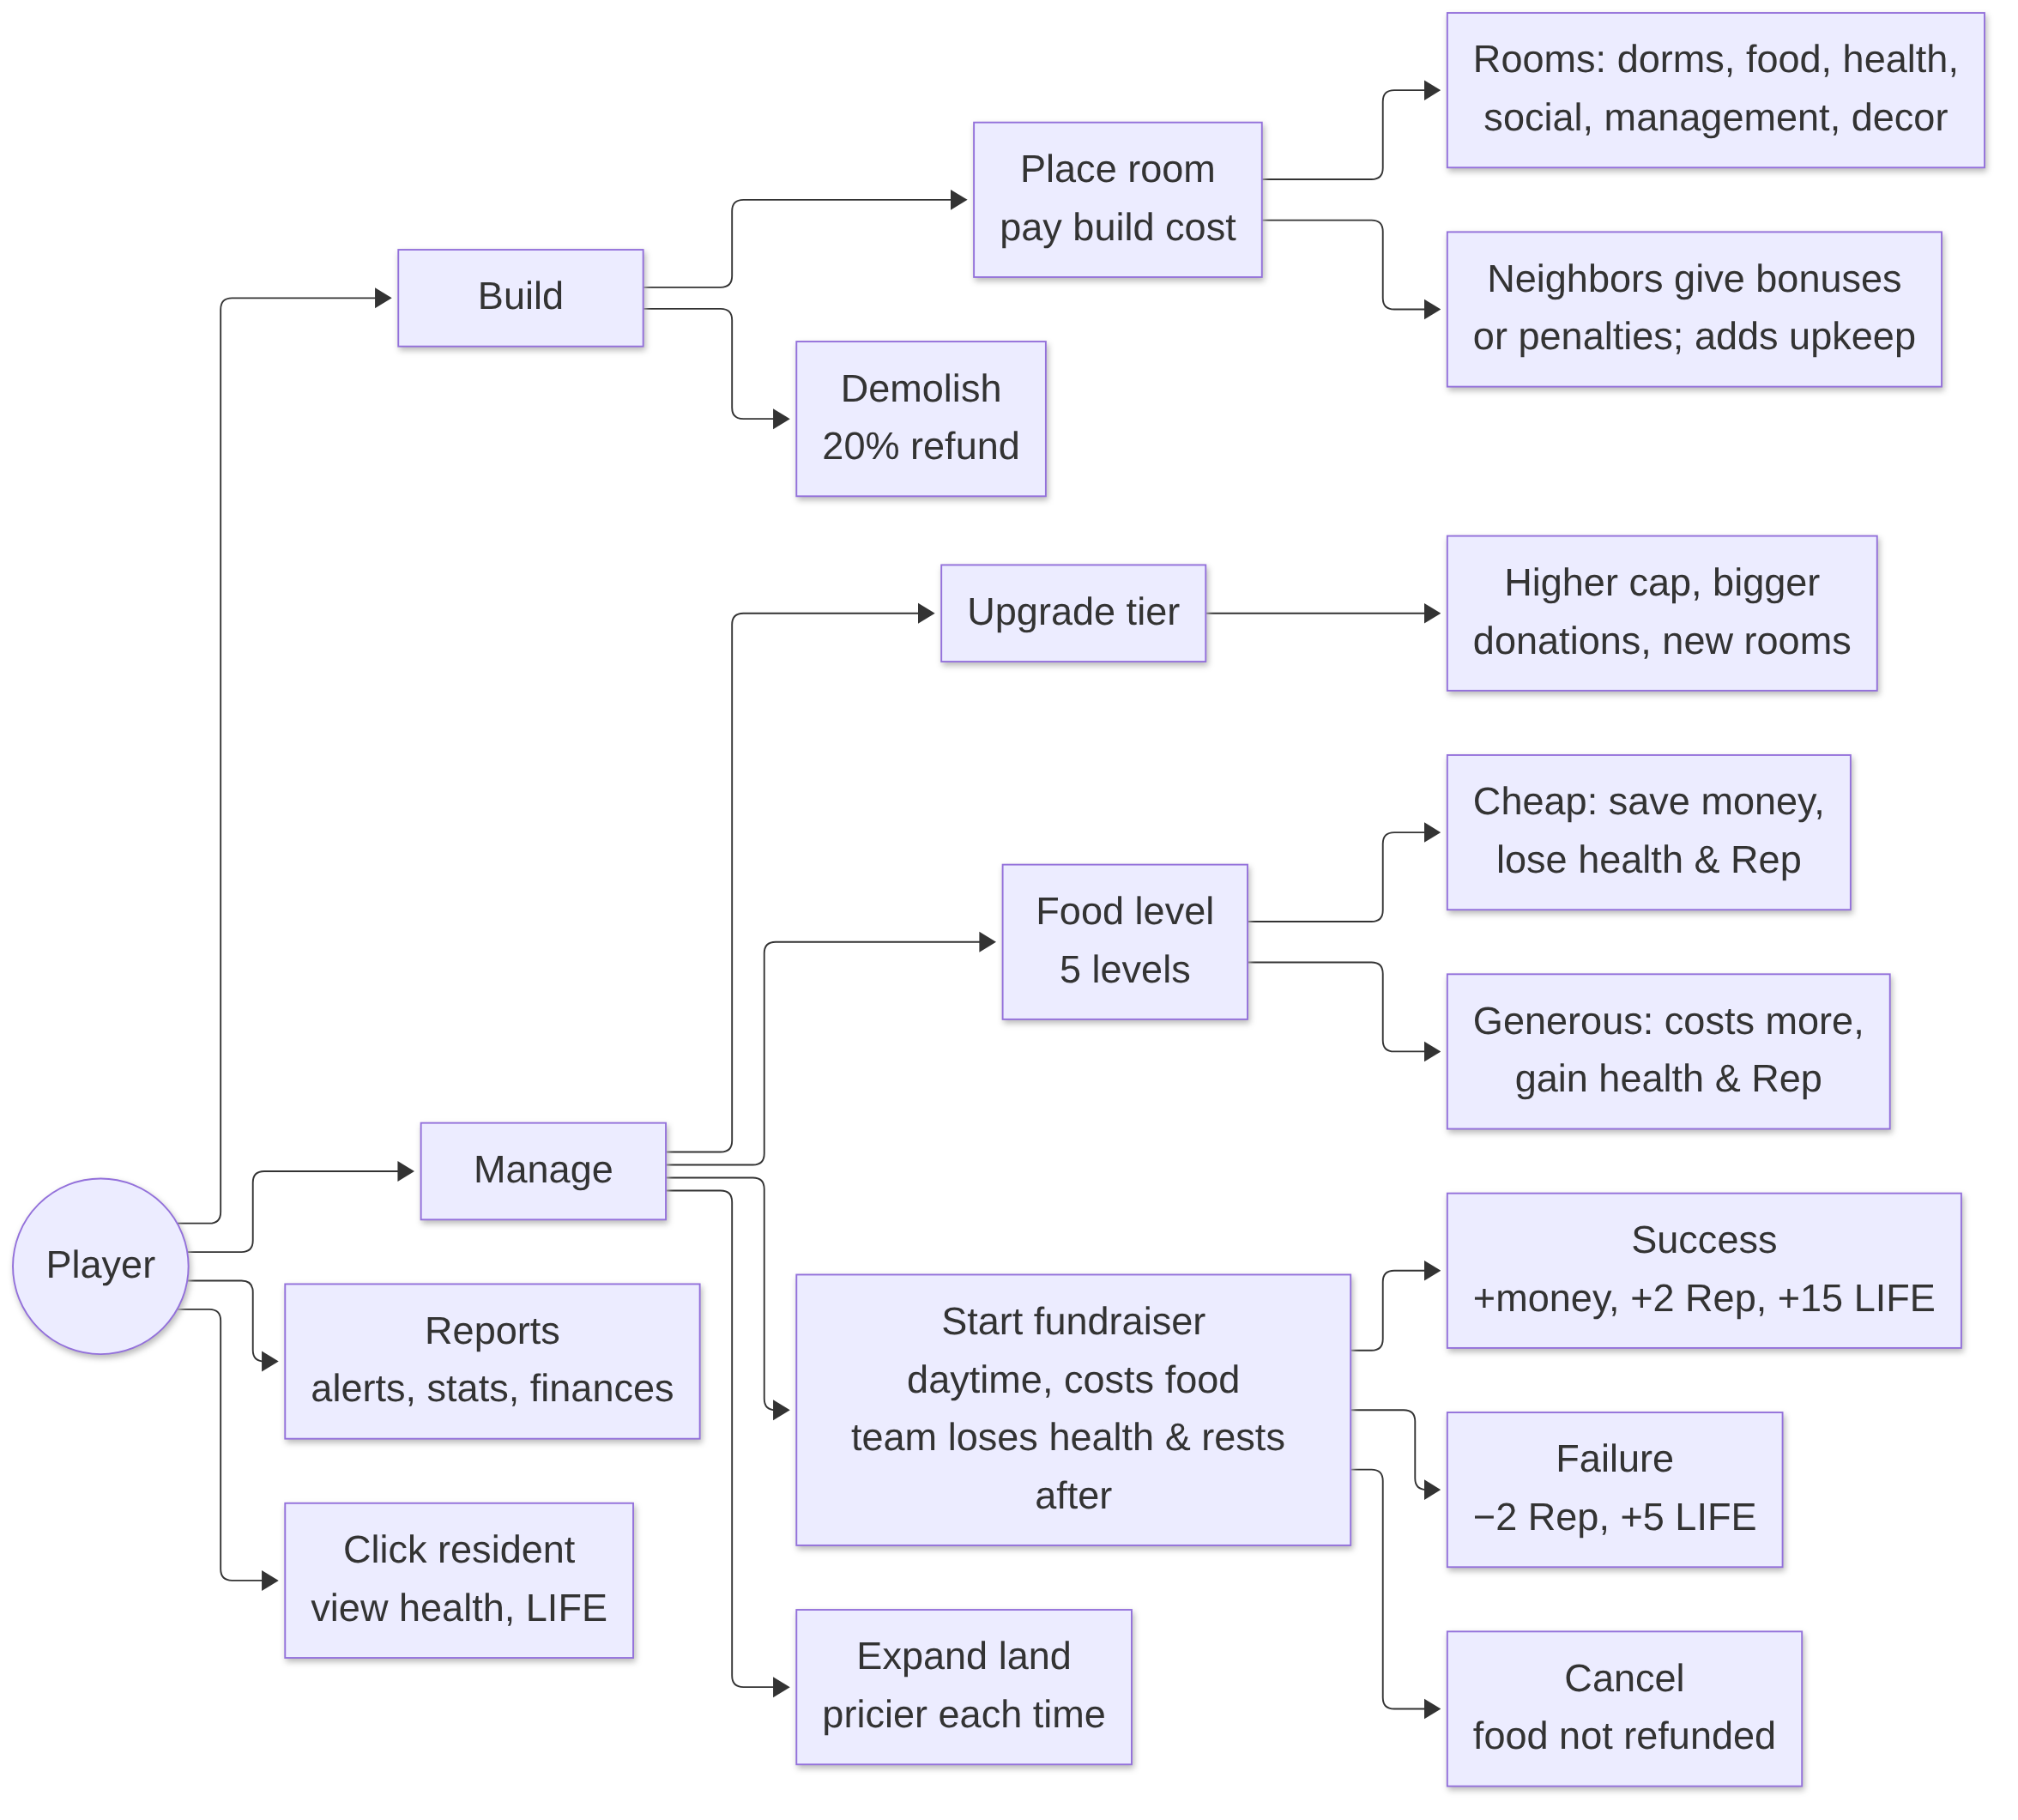 Player
Build
Place room
pay build cost
Rooms: dorms, food, health,
social, management, decor
Neighbors give bonuses
or penalties; adds upkeep
Demolish
20% refund
Manage
Upgrade tier
Higher cap, bigger
donations, new rooms
Food level
5 levels
Cheap: save money,
lose health & Rep
Generous: costs more,
gain health & Rep
Start fundraiser
daytime, costs food
team loses health & rests
after
Success
+money, +2 Rep, +15 LIFE
Failure
−2 Rep, +5 LIFE
Cancel
food not refunded
Expand land
pricier each time
Reports
alerts, stats, finances
Click resident
view health, LIFE